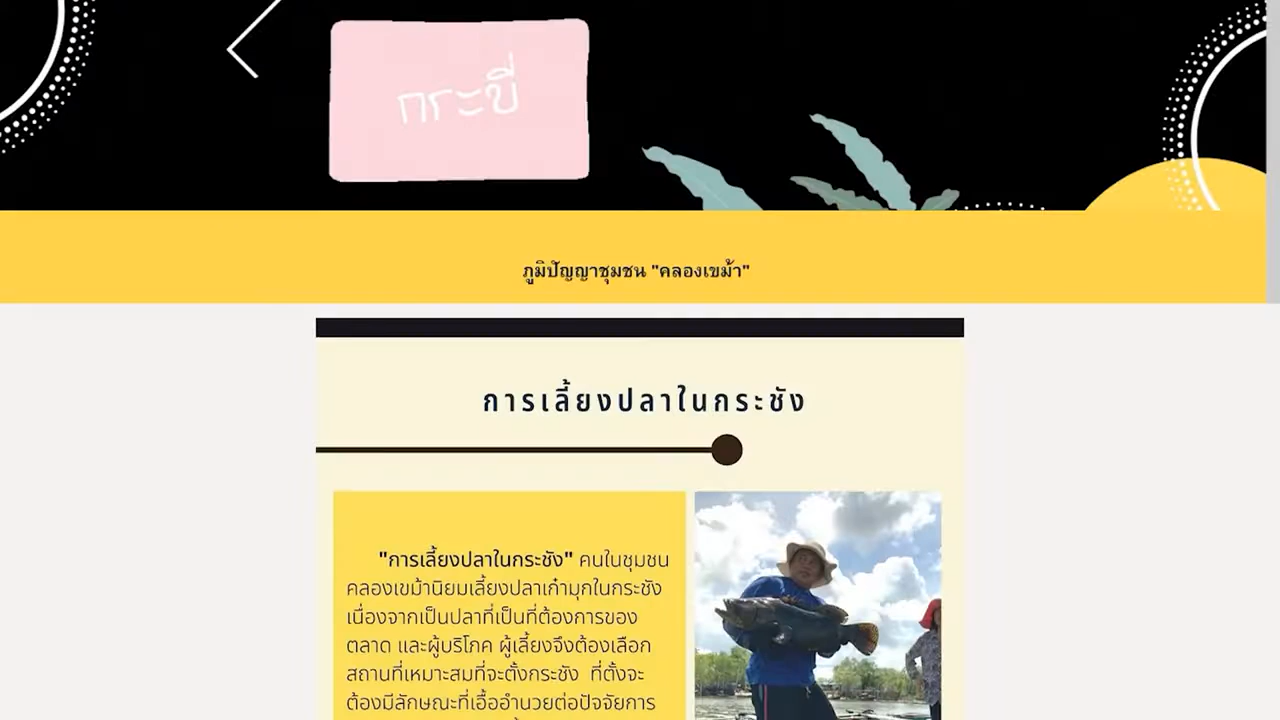 กระบี่
ภูมิปัญญาชุมชน "คลองเขม้า"
การเลี้ยงปลาในกระชัง
"การเลี้ยงปลาในกระชัง" คนในชุมชน
คลองเขม้านิยมเลี้ยงปลาเก๋ามุกในกระชัง
เนื่องจากเป็นปลาที่เป็นที่ต้องการของ
ตลาด และผู้บริโภค ผู้เลี้ยงจึงต้องเลือก
สถานที่เหมาะสมที่จะตั้งกระชัง ที่ตั้งจะ
ต้องมีลักษณะที่เอื้ออำนวยต่อปัจจัยการ